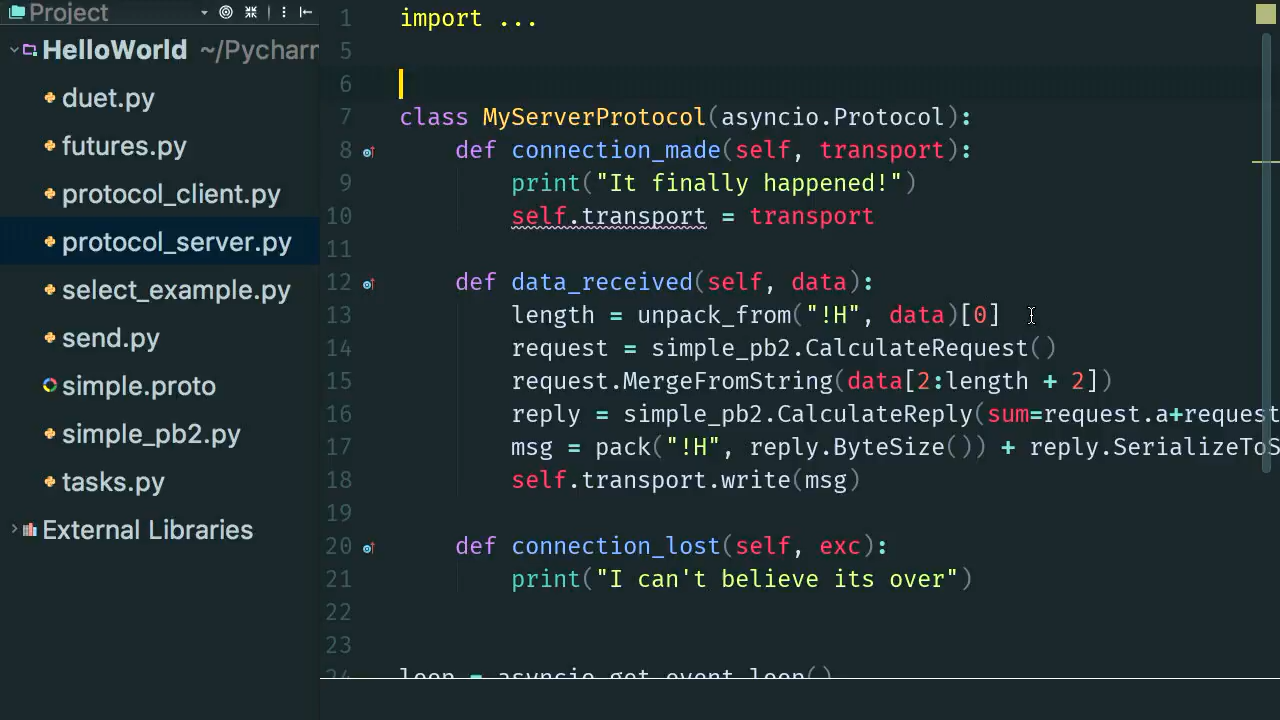 Project
HelloWorld ~/Pycharm
duet.py
futures.py
protocol_client.py
protocol_server.py
select_example.py
send.py
simple.proto
simple_pb2.py
tasks.py
External Libraries
1 import ...
5
6
7 class MyServerProtocol(asyncio.Protocol):
8 def connection_made(self, transport):
9 print("It finally happened!")
10 self.transport = transport
11
12 def data_received(self, data):
13 length = unpack_from("!H", data)[0]
14 request = simple_pb2.CalculateRequest()
15 request.MergeFromString(data[2:length + 2])
16 reply = simple_pb2.CalculateReply(sum=request.a+request
17 msg = pack("!H", reply.ByteSize()) + reply.SerializeToS
18 self.transport.write(msg)
19
20 def connection_lost(self, exc):
21 print("I can't believe its over")
22
23
24 loop = asyncio.get_event_loop()